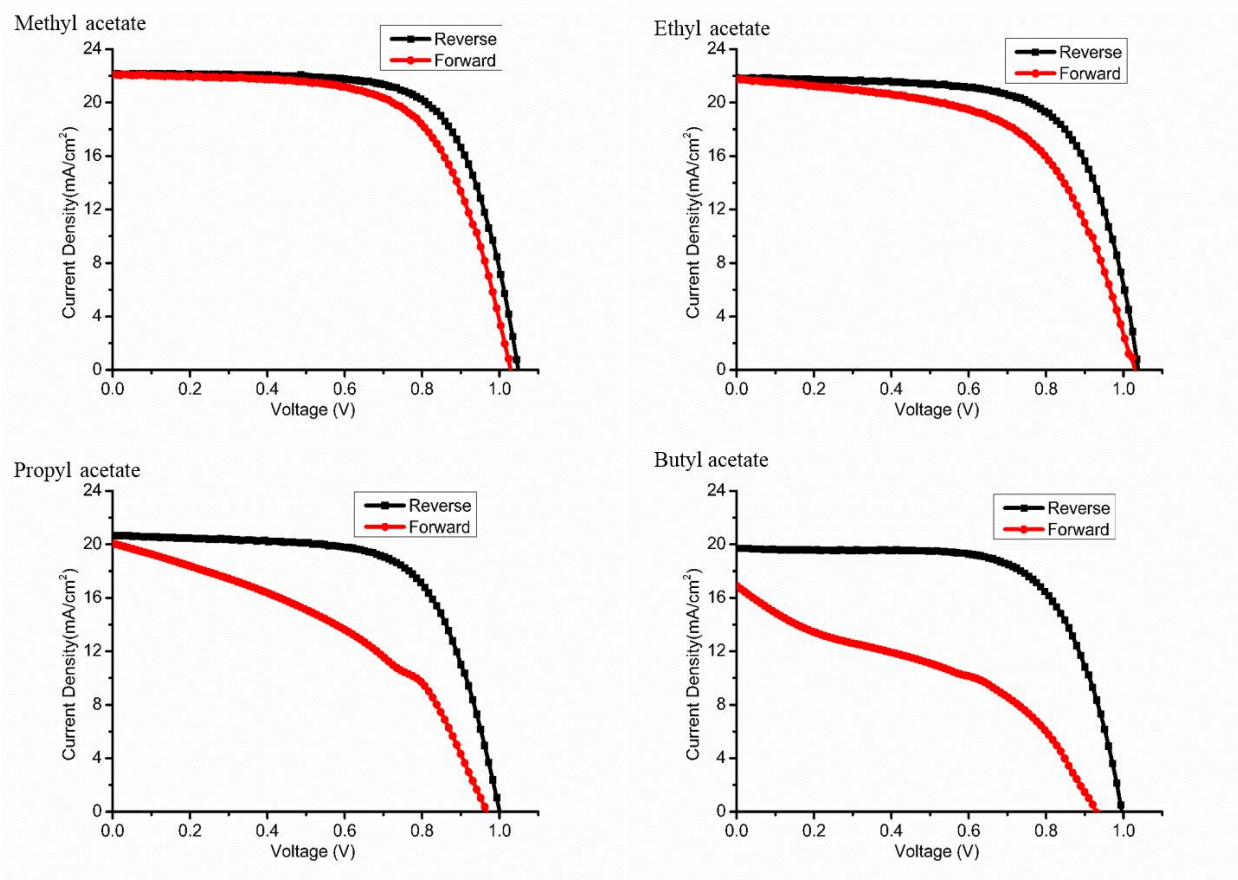 Methyl acetate
Reverse
Forward
24
20
16
12
8
4
0
Current Density(mA/cm²)
0.0 0.2 0.4 0.6 0.8 1.0
Voltage (V)
Ethyl acetate
Reverse
Forward
24
20
16
12
8
4
0
Current Density(mA/cm²)
0.0 0.2 0.4 0.6 0.8 1.0
Voltage (V)
Propyl acetate
Reverse
Forward
24
20
16
12
8
4
0
Current Density(mA/cm²)
0.0 0.2 0.4 0.6 0.8 1.0
Voltage (V)
Butyl acetate
Reverse
Forward
24
20
16
12
8
4
0
Current Density(mA/cm²)
0.0 0.2 0.4 0.6 0.8 1.0
Voltage (V)